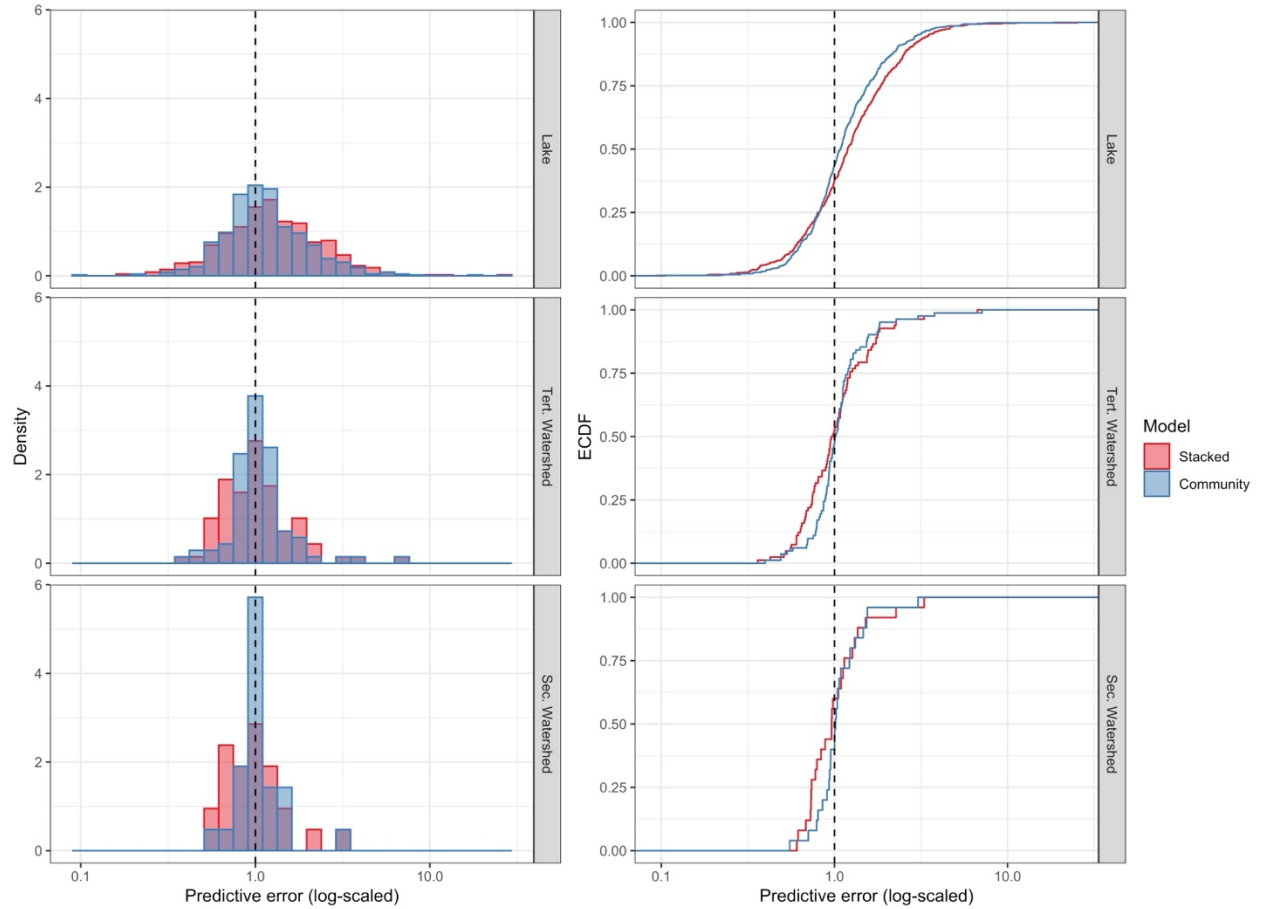 6
4
2
0
Lake
6
4
2
0
Tert. Watershed
6
4
2
0
Sec. Watershed
Density
0.1 1.0 10.0
Predictive error (log-scaled)
1.00
0.75
0.50
0.25
0.00
Lake
1.00
0.75
0.50
0.25
0.00
Tert. Watershed
1.00
0.75
0.50
0.25
0.00
Sec. Watershed
ECDF
0.1 1.0 10.0
Predictive error (log-scaled)
Model
Stacked
Community